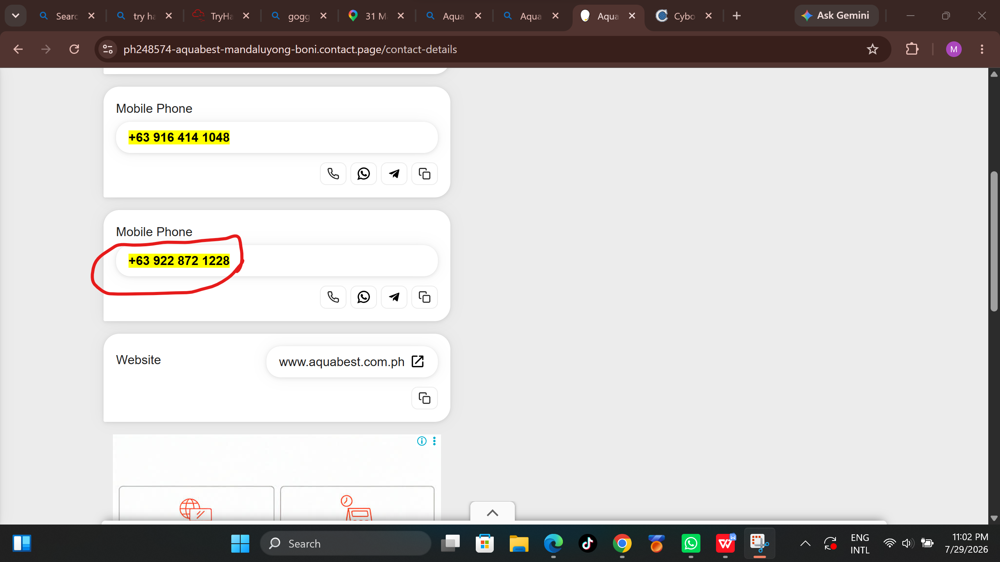 Searc
try ha
TryHa
gogg
31 M
Aqua
Aqua
Aqua
Cybo
Ask Gemini
ph248574-aquabest-mandaluyong-boni.contact.page/contact-details
M
Mobile Phone
+63 916 414 1048
Mobile Phone
+63 922 872 1228
Website
www.aquabest.com.ph
Search
ENG
INTL
11:02 PM
7/29/2026